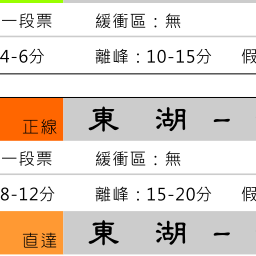 一段票 緩衝區：無
4-6分 離峰：10-15分 假
正線 東 湖 -
一段票 緩衝區：無
8-12分 離峰：15-20分 假
直達 東 湖 -